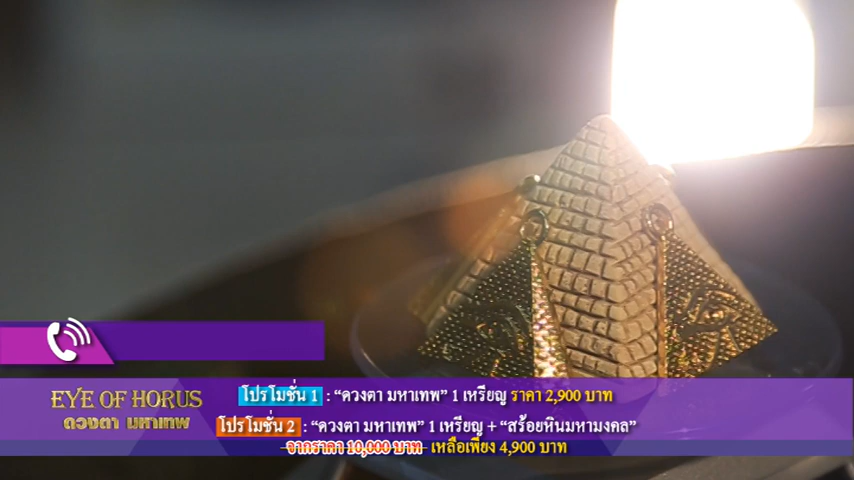 EYE OF HORUS
ดวงตา มหาเทพ
โปรโมชั่น 1 : “ดวงตา มหาเทพ” 1 เหรียญ ราคา 2,900 บาท
โปรโมชั่น 2 : “ดวงตา มหาเทพ” 1 เหรียญ + “สร้อยหินมหามงคล”
จากราคา 10,000 บาท เหลือเพียง 4,900 บาท